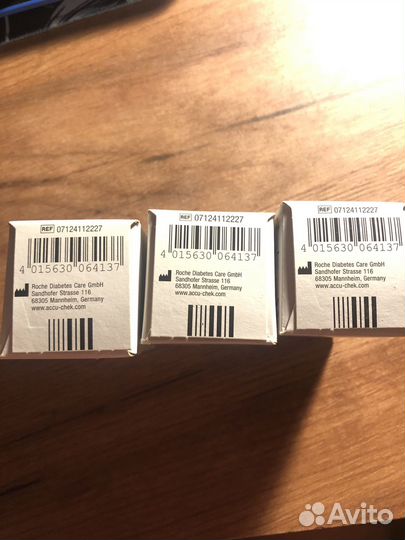 REF 07124112227
4 015630 064137
Roche Diabetes Care GmbH
Sandhofer Strasse 116
68305 Mannheim, Germany
www.accu-chek.com
REF 07124112227
4 015630 064137
Roche Diabetes Care GmbH
Sandhofer Strasse 116
68305 Mannheim, Germany
www.accu-chek.com
REF 07124112227
4 015630 064137
Roche Diabetes Care GmbH
Sandhofer Strasse 116
68305 Mannheim, Germany
www.accu-chek.com
Avito